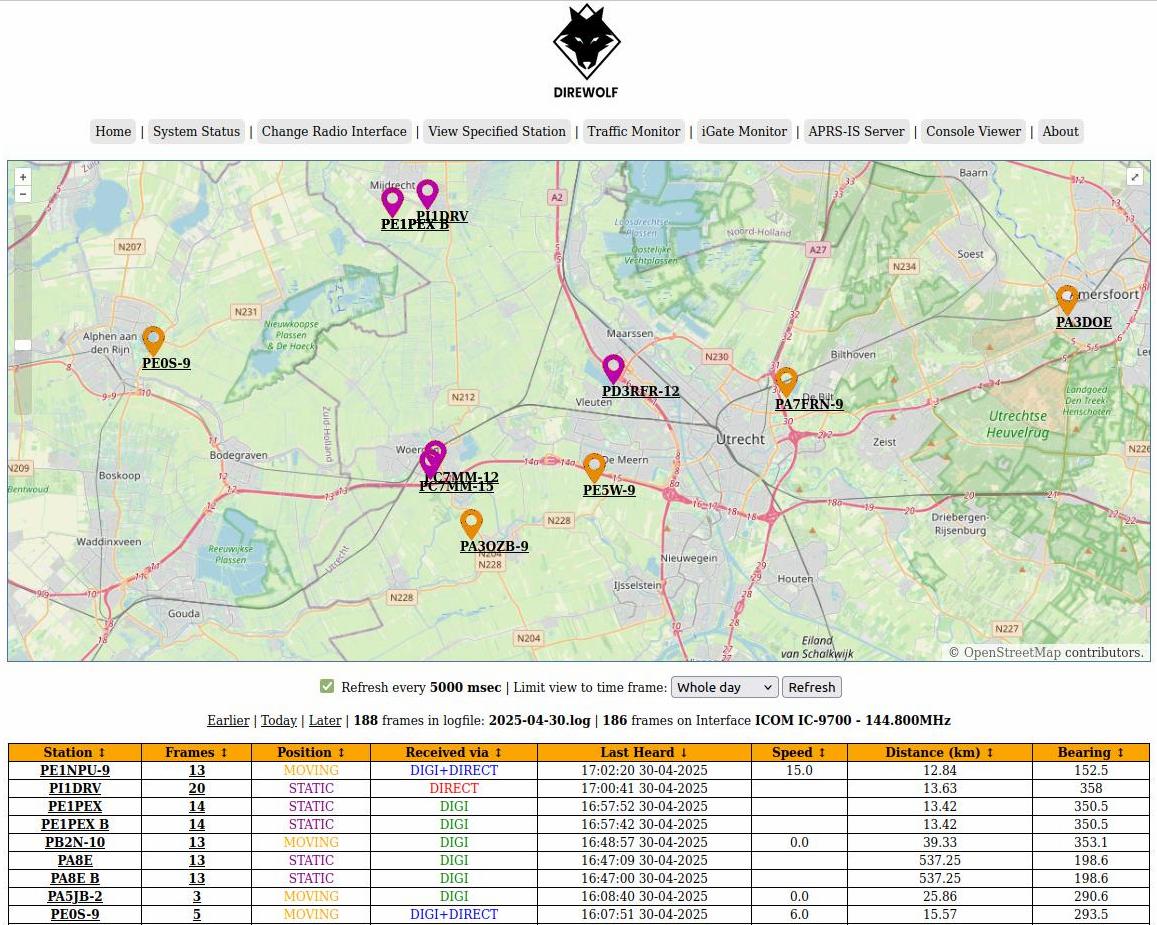 DIREWOLF
Home | System Status | Change Radio Interface | View Specified Station | Traffic Monitor | iGate Monitor | APRS-IS Server | Console Viewer | About
+
−
Mijdrecht
PI1DRV
PE1PEX B
A2
Baarn
12
33
33
N207
Loosdrechtse
Plassen
Noord-Holland
Oostelijke
Vechtplassen
A27
Soest
N234
N231
Amersfoort
PA3DOE
Nieuwkoopse
Plassen
& De Haeck
Alphen aan
den Rijn
PE0S-9
Maarssen
N230
Bilthoven
PD3RFR-12
Vleuten
N212
PA7FRN-9
De Bilt
Landgoed
Den Treek-
Henschoten
Utrechtse
Heuvelrug
Zuid-Holland
Utrecht
Zeist
N226
Bodegraven
PC7MM-12
PC7MM-15
De Meern
PE5W-9
N209
Bentwoud
Boskoop
N228
PA3OZB-9
N204
N228
Driebergen-
Rijsenburg
Waddinxveen
Reeuwijkse
Plassen
Utrecht
Nieuwegein
IJsselstein
Houten
N228
Gouda
N204
N227
Eiland
van Schalkwijk
© OpenStreetMap contributors.
Refresh every 5000 msec | Limit view to time frame: Whole day Refresh
Earlier | Today | Later | 188 frames in logfile: 2025-04-30.log | 186 frames on Interface ICOM IC-9700 - 144.800MHz
Station ↕ Frames ↕ Position ↕ Received via ↕ Last Heard ↓ Speed ↕ Distance (km) ↕ Bearing ↕
PE1NPU-9 13 MOVING DIGI+DIRECT 17:02:20 30-04-2025 15.0 12.84 152.5
PI1DRV 20 STATIC DIRECT 17:00:41 30-04-2025 13.63 358
PE1PEX 14 STATIC DIGI 16:57:52 30-04-2025 13.42 350.5
PE1PEX B 14 STATIC DIGI 16:57:42 30-04-2025 13.42 350.5
PB2N-10 13 MOVING DIGI 16:48:57 30-04-2025 0.0 39.33 353.1
PA8E 13 STATIC DIGI 16:47:09 30-04-2025 537.25 198.6
PA8E B 13 STATIC DIGI 16:47:00 30-04-2025 537.25 198.6
PA5JB-2 3 MOVING DIGI 16:08:40 30-04-2025 0.0 25.86 290.6
PE0S-9 5 MOVING DIGI+DIRECT 16:07:51 30-04-2025 6.0 15.57 293.5